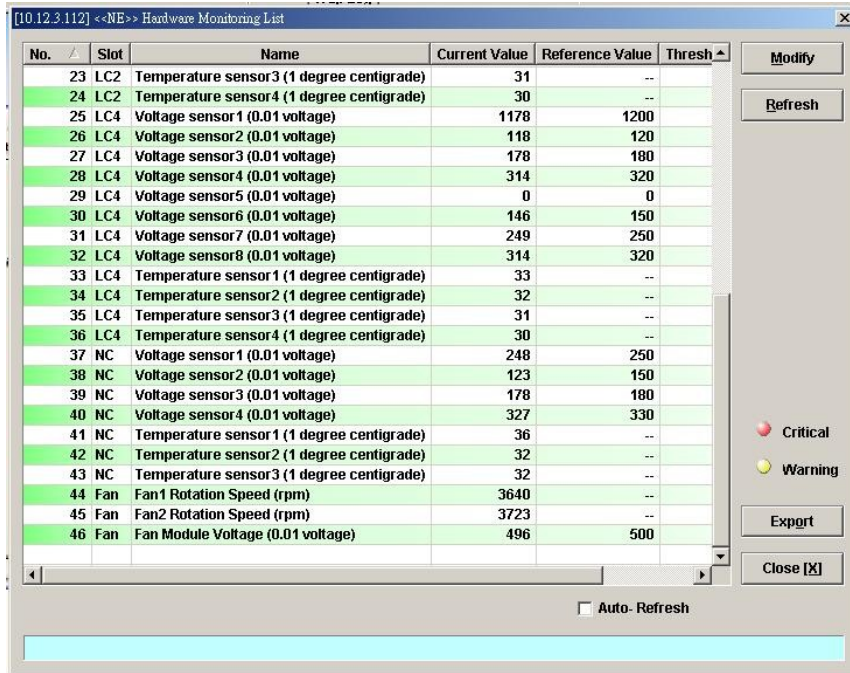 [10.12.3.112] <<NE>> Hardware Monitoring List
No. Slot Name Current Value Reference Value Thresh
23 LC2 Temperature sensor3 (1 degree centigrade) 31 --
24 LC2 Temperature sensor4 (1 degree centigrade) 30 --
25 LC4 Voltage sensor1 (0.01 voltage) 1178 1200
26 LC4 Voltage sensor2 (0.01 voltage) 118 120
27 LC4 Voltage sensor3 (0.01 voltage) 178 180
28 LC4 Voltage sensor4 (0.01 voltage) 314 320
29 LC4 Voltage sensor5 (0.01 voltage) 0 0
30 LC4 Voltage sensor6 (0.01 voltage) 146 150
31 LC4 Voltage sensor7 (0.01 voltage) 249 250
32 LC4 Voltage sensor8 (0.01 voltage) 314 320
33 LC4 Temperature sensor1 (1 degree centigrade) 33 --
34 LC4 Temperature sensor2 (1 degree centigrade) 32 --
35 LC4 Temperature sensor3 (1 degree centigrade) 31 --
36 LC4 Temperature sensor4 (1 degree centigrade) 30 --
37 NC Voltage sensor1 (0.01 voltage) 248 250
38 NC Voltage sensor2 (0.01 voltage) 123 150
39 NC Voltage sensor3 (0.01 voltage) 178 180
40 NC Voltage sensor4 (0.01 voltage) 327 330
41 NC Temperature sensor1 (1 degree centigrade) 36 --
42 NC Temperature sensor2 (1 degree centigrade) 32 --
43 NC Temperature sensor3 (1 degree centigrade) 32 --
44 Fan Fan1 Rotation Speed (rpm) 3640 --
45 Fan Fan2 Rotation Speed (rpm) 3723 --
46 Fan Fan Module Voltage (0.01 voltage) 496 500
Modify
Refresh
Critical
Warning
Export
Close [X]
Auto- Refresh